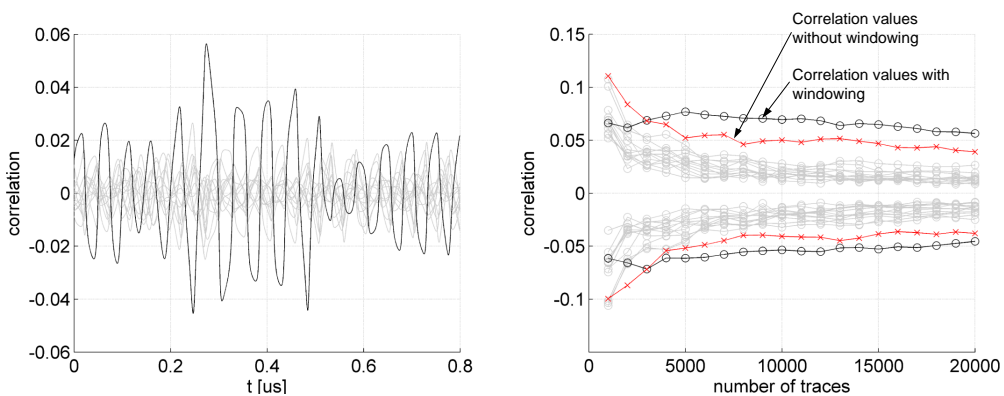 0.06
0.04
0.02
0
-0.02
-0.04
-0.06
correlation
0
0.2
0.4
0.6
0.8
t [us]
Correlation values
without windowing
Correlation values with
windowing
0.15
0.1
0.05
0
-0.05
-0.1
correlation
0
5000
10000
15000
20000
number of traces